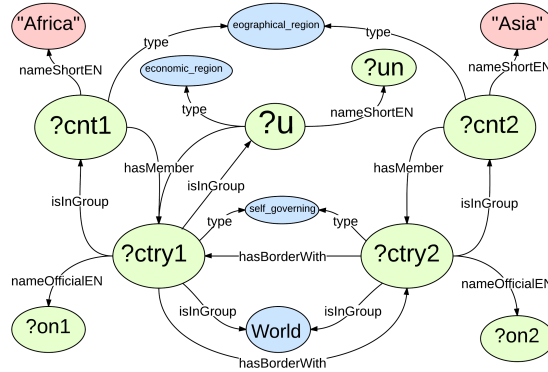 "Africa"
eographical_region
"Asia"
type
type
nameShortEN
economic_region
?un
nameShortEN
type
?cnt1
?u
nameShortEN
?cnt2
hasMember
hasMember
isInGroup
isInGroup
isInGroup
self_governing
type
type
?ctry1
hasBorderWith
?ctry2
nameOfficialEN
isInGroup
isInGroup
nameOfficialEN
?on1
World
?on2
hasBorderWith